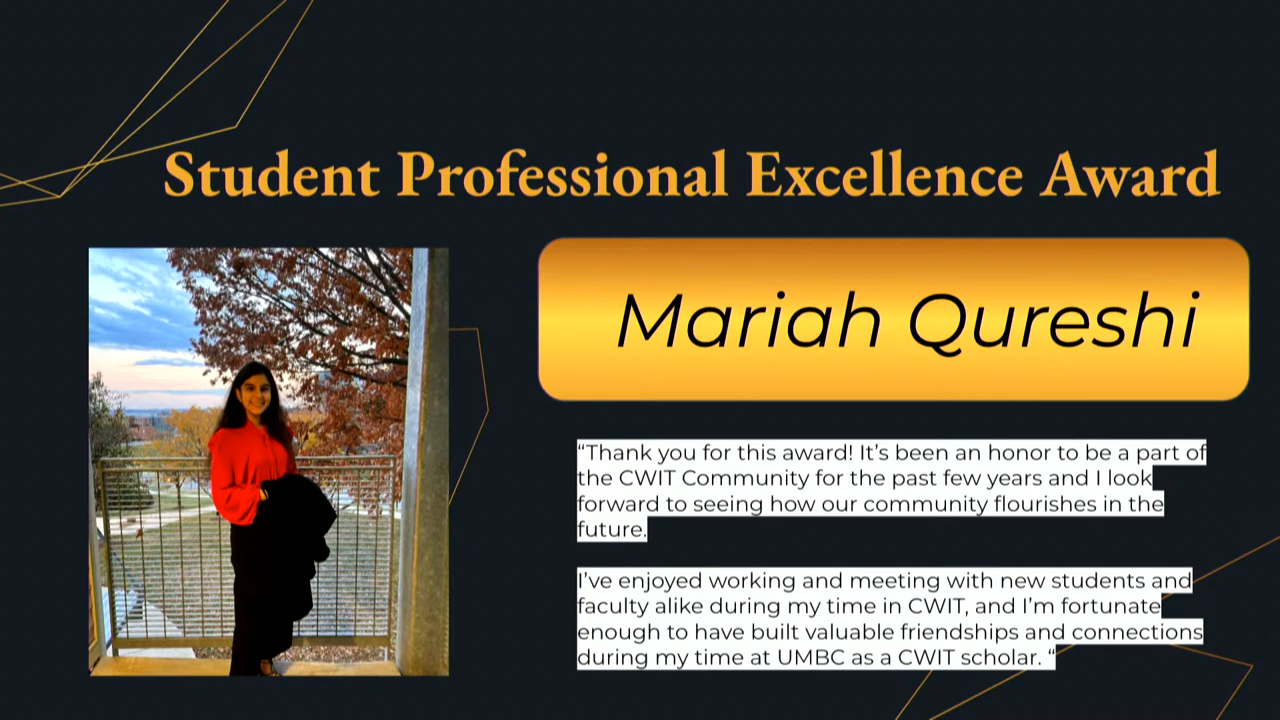 Student Professional Excellence Award
Mariah Qureshi
“Thank you for this award! It’s been an honor to be a part of
the CWIT Community for the past few years and I look
forward to seeing how our community flourishes in the
future.
I’ve enjoyed working and meeting with new students and
faculty alike during my time in CWIT, and I’m fortunate
enough to have built valuable friendships and connections
during my time at UMBC as a CWIT scholar. “